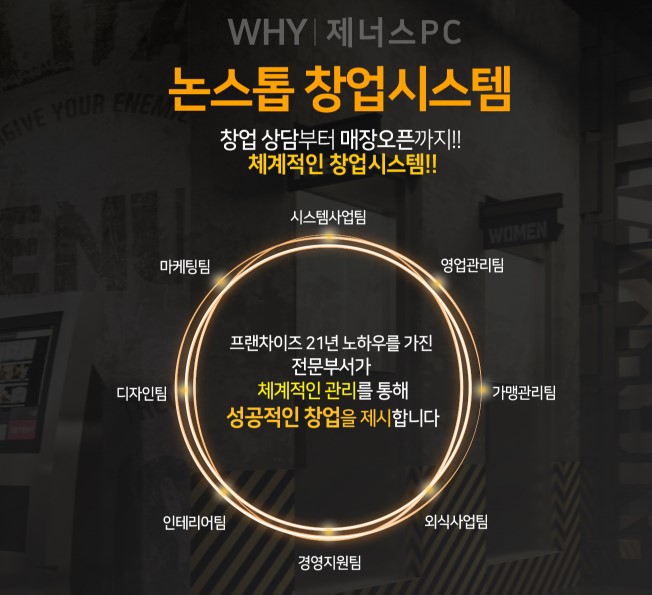 WHY | 제너스PC
논스톱 창업시스템
창업 상담부터 매장오픈까지!!
체계적인 창업시스템!!
시스템사업팀
마케팅팀
영업관리팀
프랜차이즈 21년 노하우를 가진
전문부서가
체계적인 관리를 통해
성공적인 창업을 제시합니다
디자인팀
가맹관리팀
인테리어팀
외식사업팀
경영지원팀
GIVE YOUR ENEMIE
WOMEN